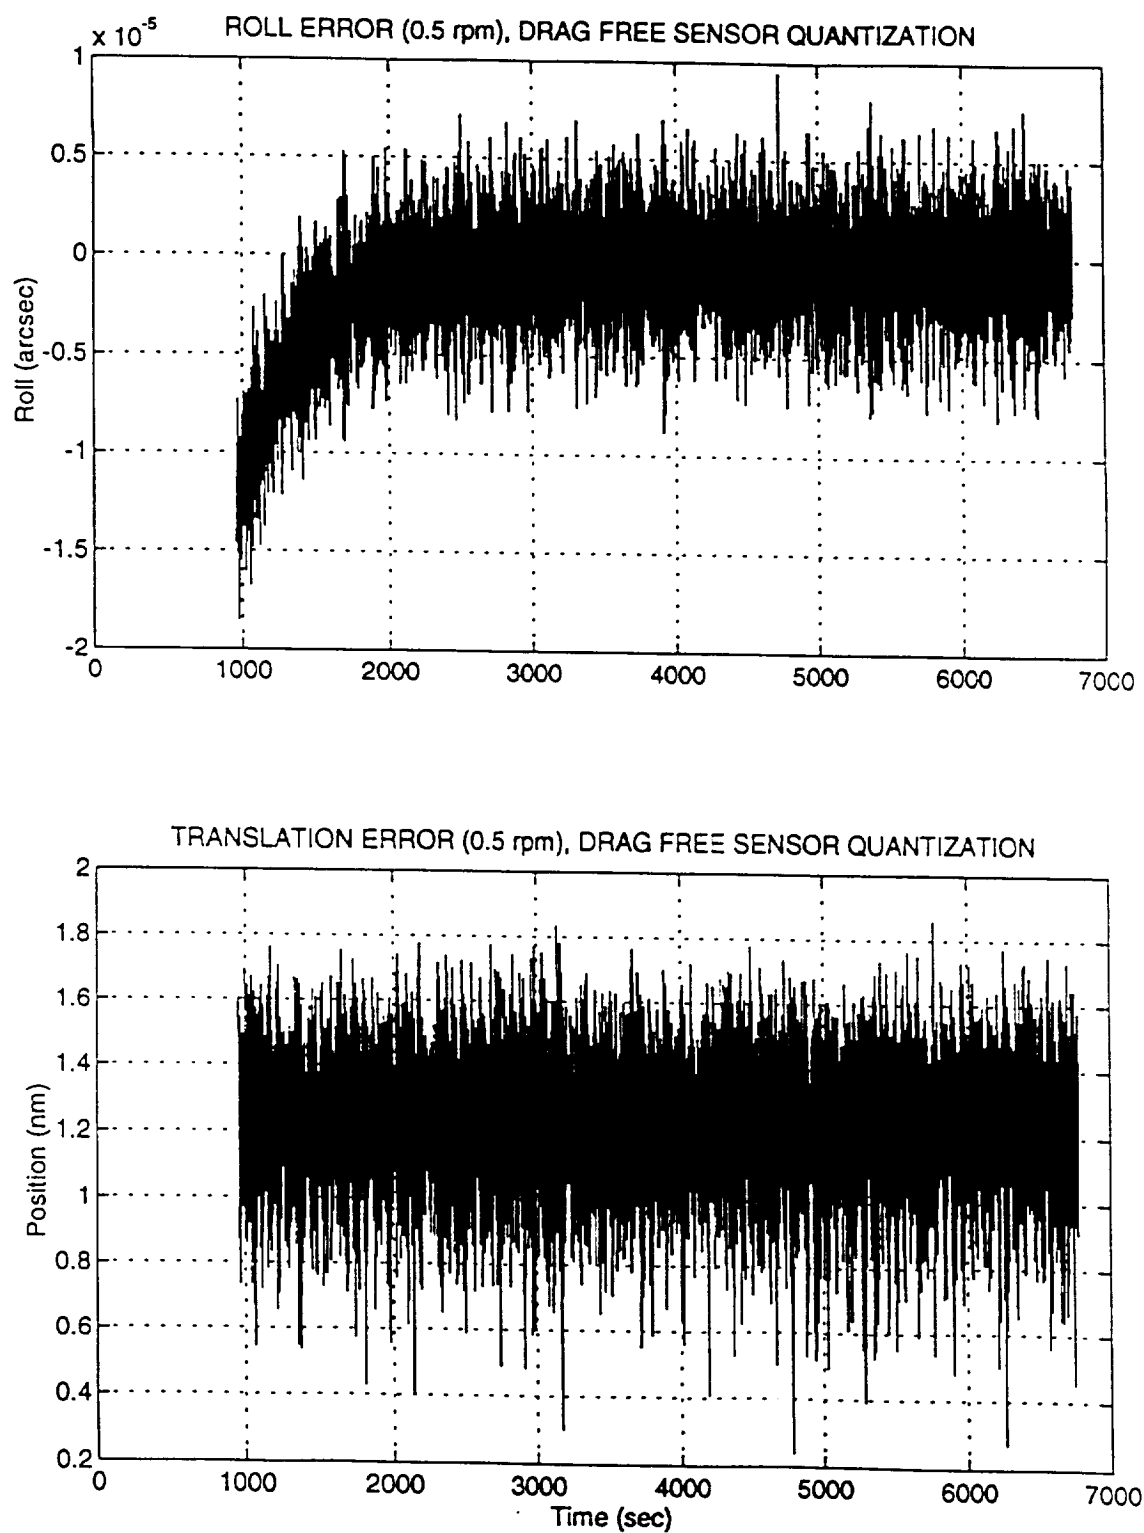 ROLL ERROR (0.5 rpm), DRAG FREE SENSOR QUANTIZATION
x 10-5
1
0.5
0
-0.5
-1
-1.5
-2
Roll (arcsec)
0 1000 2000 3000 4000 5000 6000 7000
TRANSLATION ERROR (0.5 rpm), DRAG FREE SENSOR QUANTIZATION
2
1.8
1.6
1.4
1.2
1
0.8
0.6
0.4
0.2
Position (nm)
0 1000 2000 3000 4000 5000 6000 7000
Time (sec)